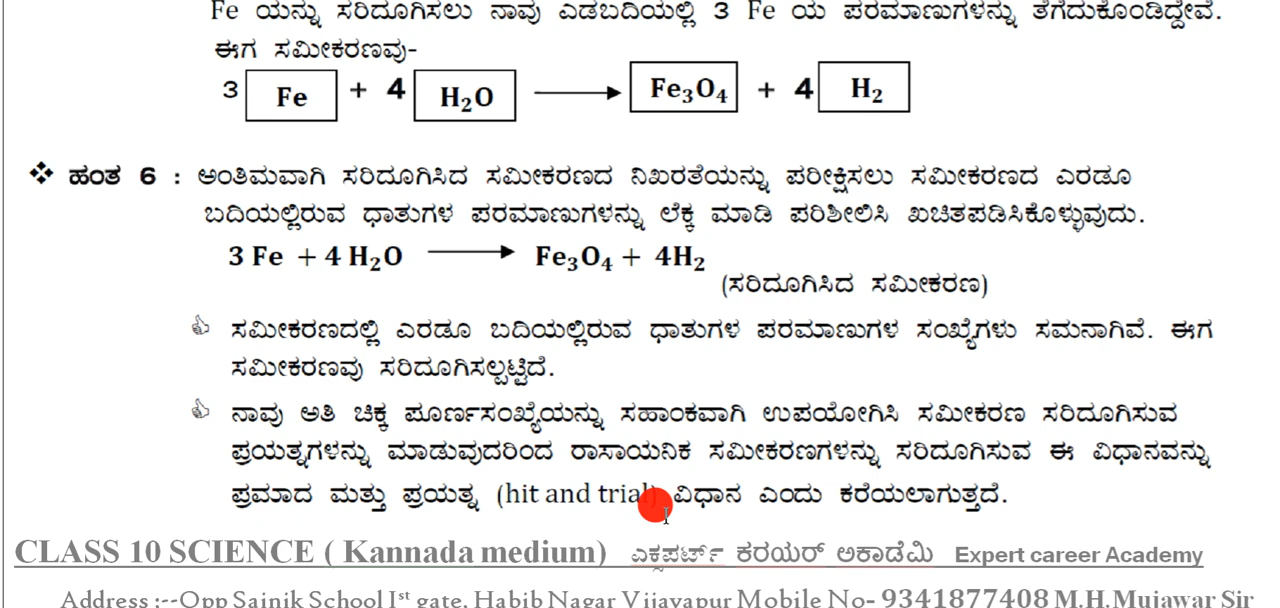 Fe ಯನ್ನು ಸರಿದೂಗಿಸಲು ನಾವು ಎಡಬದಿಯಲ್ಲಿ 3 Fe ಯ ಪರಮಾಣುಗಳನ್ನು ತೆಗೆದುಕೊಂಡಿದ್ದೇವೆ.
ಈಗ ಸಮೀಕರಣವು-
3 Fe + 4 H₂O ⟶ Fe₃O₄ + 4 H₂
❖ ಹಂತ 6 : ಅಂತಿಮವಾಗಿ ಸರಿದೂಗಿಸಿದ ಸಮೀಕರಣದ ನಿಖರತೆಯನ್ನು ಪರೀಕ್ಷಿಸಲು ಸಮೀಕರಣದ ಎರಡೂ
ಬದಿಯಲ್ಲಿರುವ ಧಾತುಗಳ ಪರಮಾಣುಗಳನ್ನು ಲೆಕ್ಕ ಮಾಡಿ ಪರಿಶೀಲಿಸಿ ಖಚಿತಪಡಿಸಿಕೊಳ್ಳುವುದು.
3 Fe + 4 H₂O ⟶ Fe₃O₄ + 4H₂
(ಸರಿದೂಗಿಸಿದ ಸಮೀಕರಣ)
ಸಮೀಕರಣದಲ್ಲಿ ಎರಡೂ ಬದಿಯಲ್ಲಿರುವ ಧಾತುಗಳ ಪರಮಾಣುಗಳ ಸಂಖ್ಯೆಗಳು ಸಮನಾಗಿವೆ. ಈಗ
ಸಮೀಕರಣವು ಸರಿದೂಗಿಸಲ್ಪಟ್ಟಿದೆ.
ನಾವು ಅತಿ ಚಿಕ್ಕ ಪೂರ್ಣಸಂಖ್ಯೆಯನ್ನು ಸಹಾಂಕವಾಗಿ ಉಪಯೋಗಿಸಿ ಸಮೀಕರಣ ಸರಿದೂಗಿಸುವ
ಪ್ರಯತ್ನಗಳನ್ನು ಮಾಡುವುದರಿಂದ ರಾಸಾಯನಿಕ ಸಮೀಕರಣಗಳನ್ನು ಸರಿದೂಗಿಸುವ ಈ ವಿಧಾನವನ್ನು
ಪ್ರಮಾದ ಮತ್ತು ಪ್ರಯತ್ನ (hit and trial) ವಿಧಾನ ಎಂದು ಕರೆಯಲಾಗುತ್ತದೆ.
CLASS 10 SCIENCE ( Kannada medium) ಎಕ್ಸಪರ್ಟ್ ಕರಯರ್ ಅಕಾಡೆಮಿ Expert career Academy
Address :--Opp Sainik School Iˢᵗ gate, Habib Nagar Vijayapur Mobile No- 9341877408 M.H.Mujawar Sir